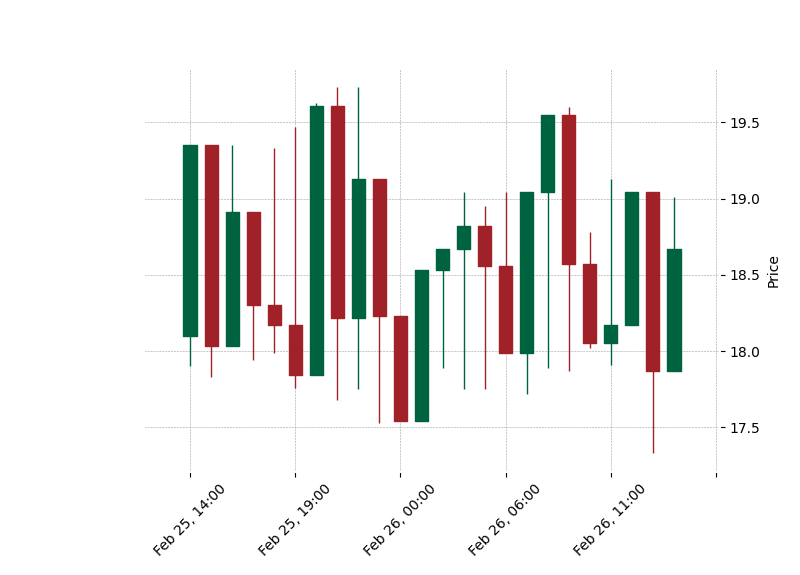 19.5
19.0
18.5
18.0
17.5
Price
Feb 25, 14:00
Feb 25, 19:00
Feb 26, 00:00
Feb 26, 06:00
Feb 26, 11:00